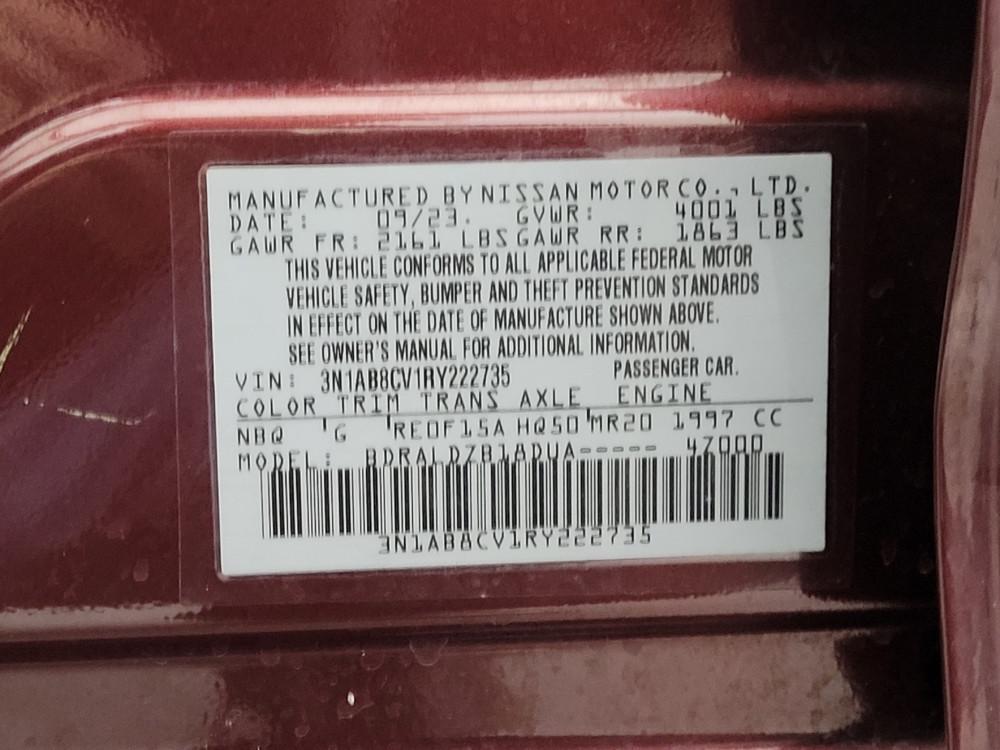 MANUFACTURED BY NISSAN MOTOR CO., LTD.
DATE: 09/23. GVWR: 4001 LBS
GAWR FR: 2161 LBS GAWR RR: 1863 LBS
THIS VEHICLE CONFORMS TO ALL APPLICABLE FEDERAL MOTOR
VEHICLE SAFETY, BUMPER AND THEFT PREVENTION STANDARDS
IN EFFECT ON THE DATE OF MANUFACTURE SHOWN ABOVE.
SEE OWNER'S MANUAL FOR ADDITIONAL INFORMATION.
VIN: 3N1AB8CV1RY222735 PASSENGER CAR.
COLOR TRIM TRANS AXLE ENGINE
NBQ G RE0F15A HQ50 MR20 1997 CC
MODEL: BDRALDZB18DUA----- 4Z000
3N1AB8CV1RY222735